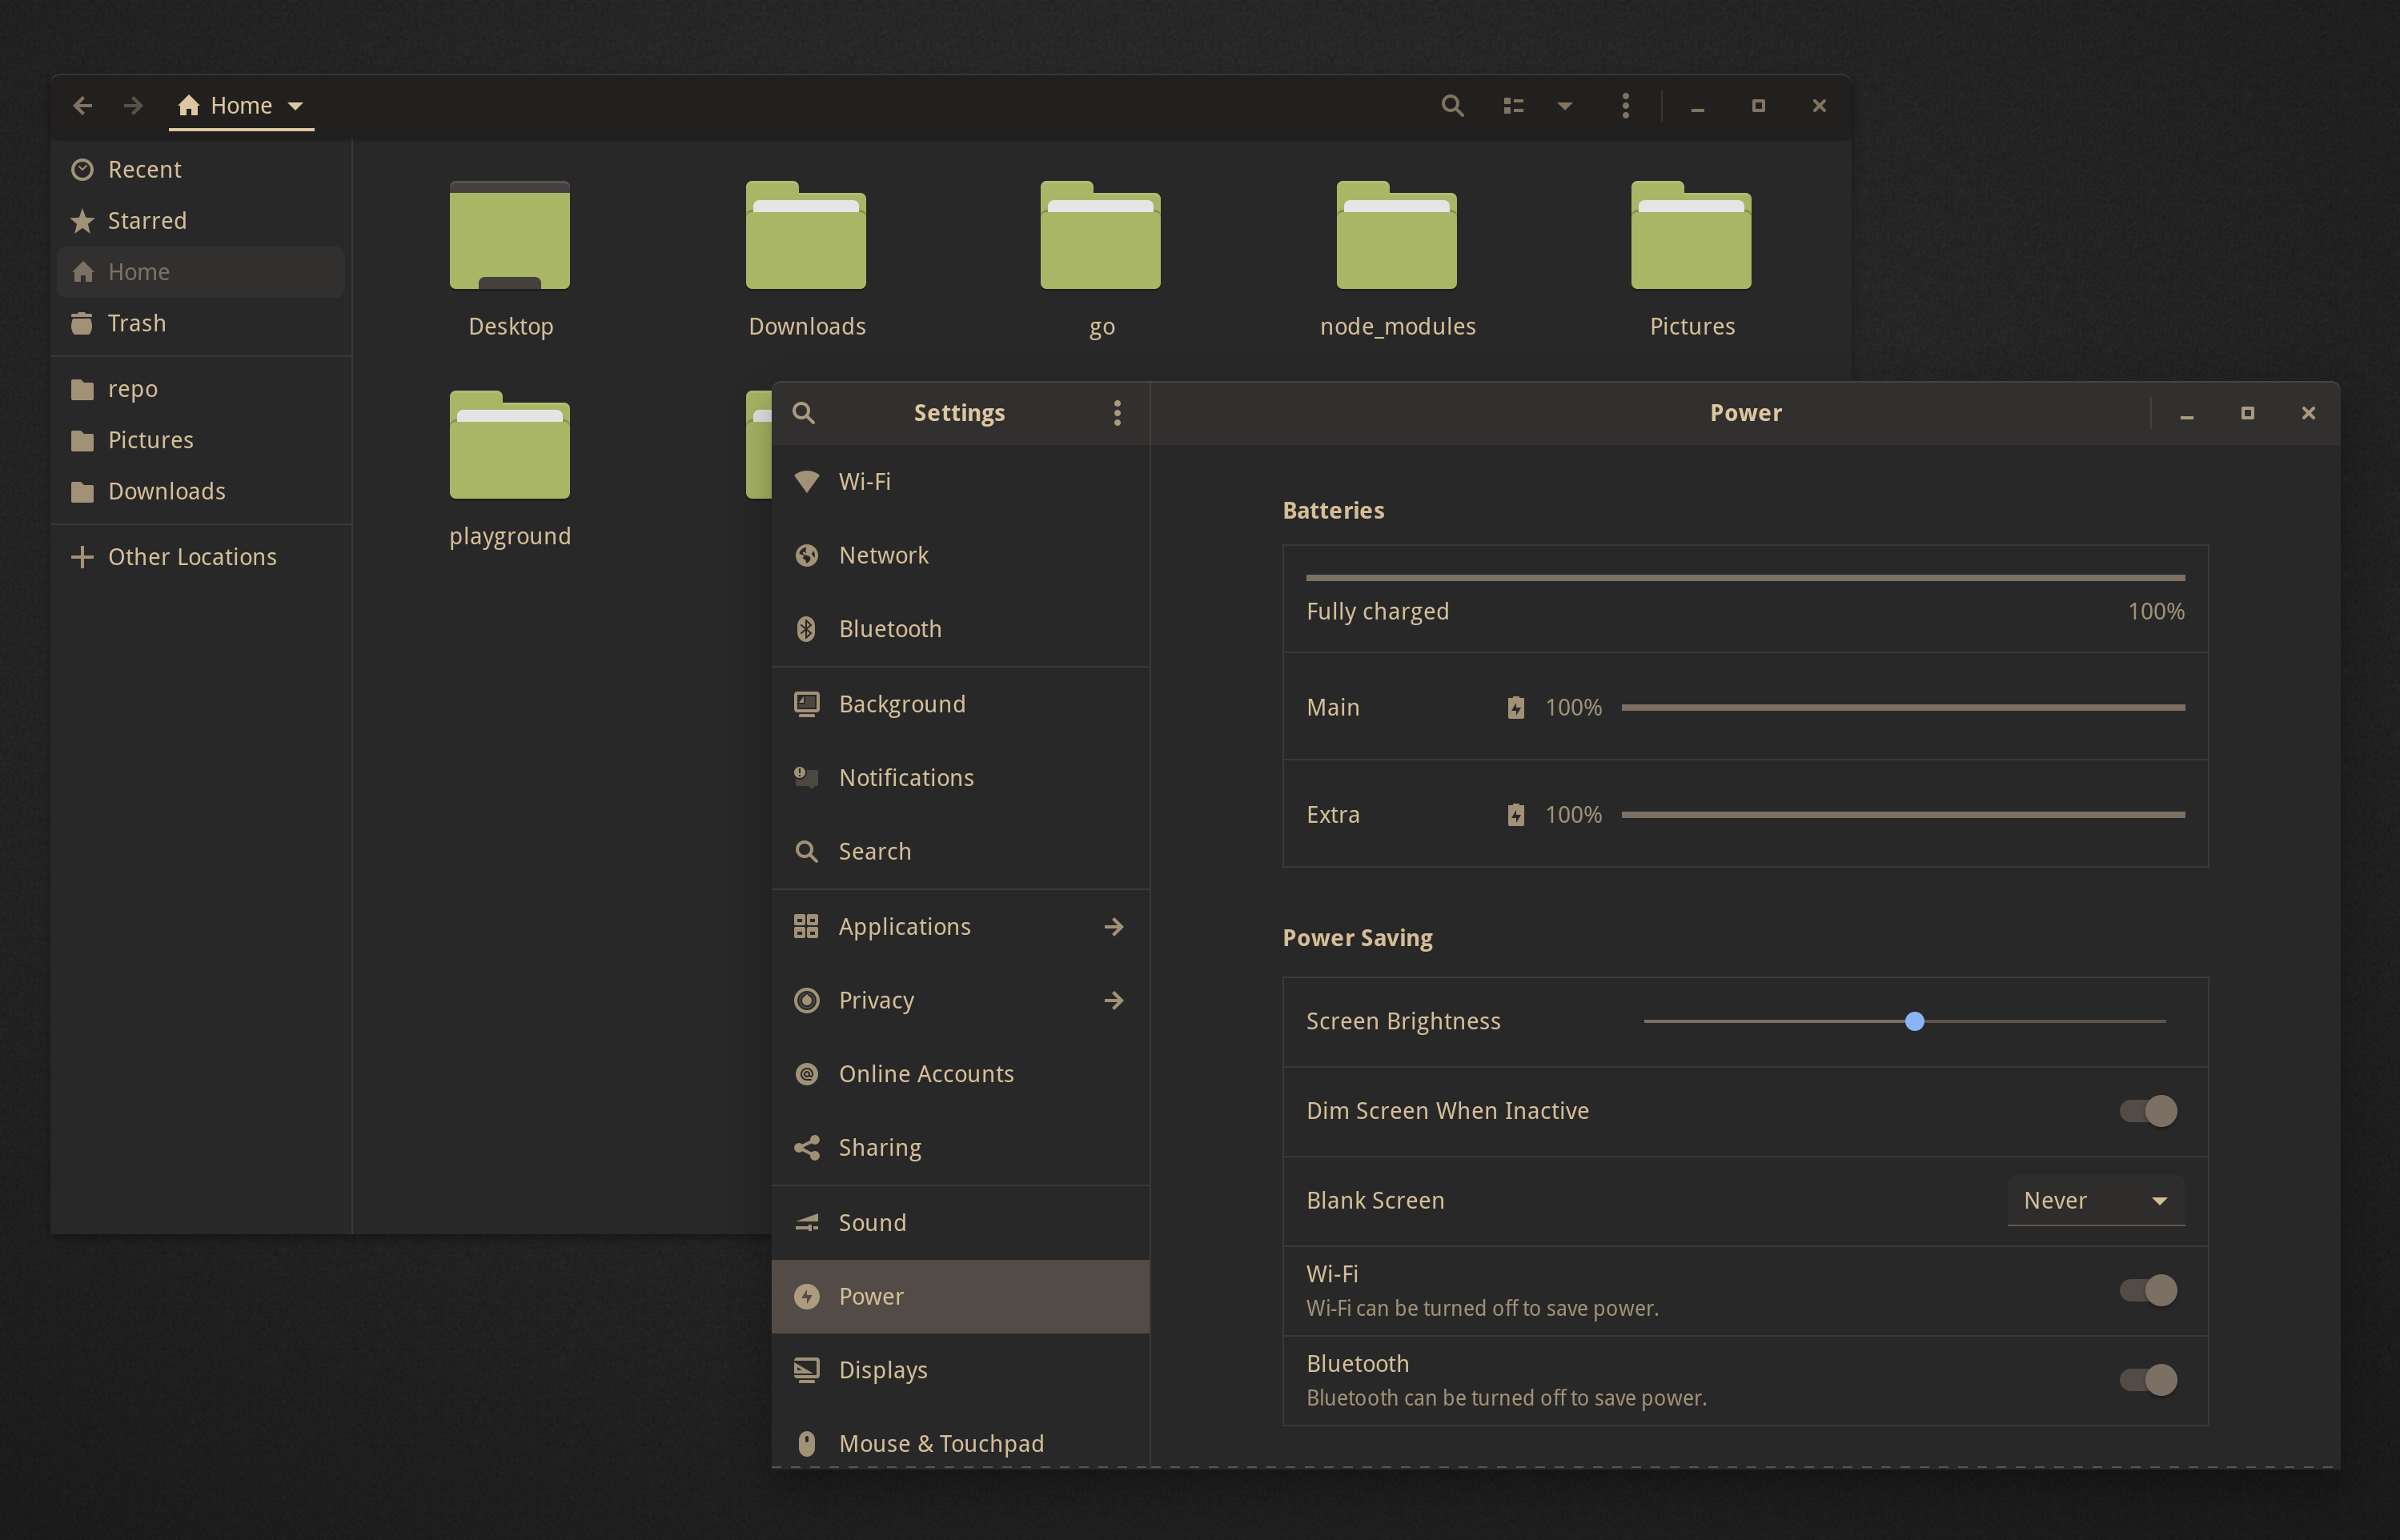 Home
Recent
Starred
Home
Trash
repo
Pictures
Downloads
Other Locations
Desktop
Downloads
go
node_modules
Pictures
playground
Settings
Wi-Fi
Network
Bluetooth
Background
Notifications
Search
Applications
Privacy
Online Accounts
Sharing
Sound
Power
Displays
Mouse & Touchpad
Power
Batteries
Fully charged 100%
Main 100%
Extra 100%
Power Saving
Screen Brightness
Dim Screen When Inactive
Blank Screen Never
Wi-Fi
Wi-Fi can be turned off to save power.
Bluetooth
Bluetooth can be turned off to save power.